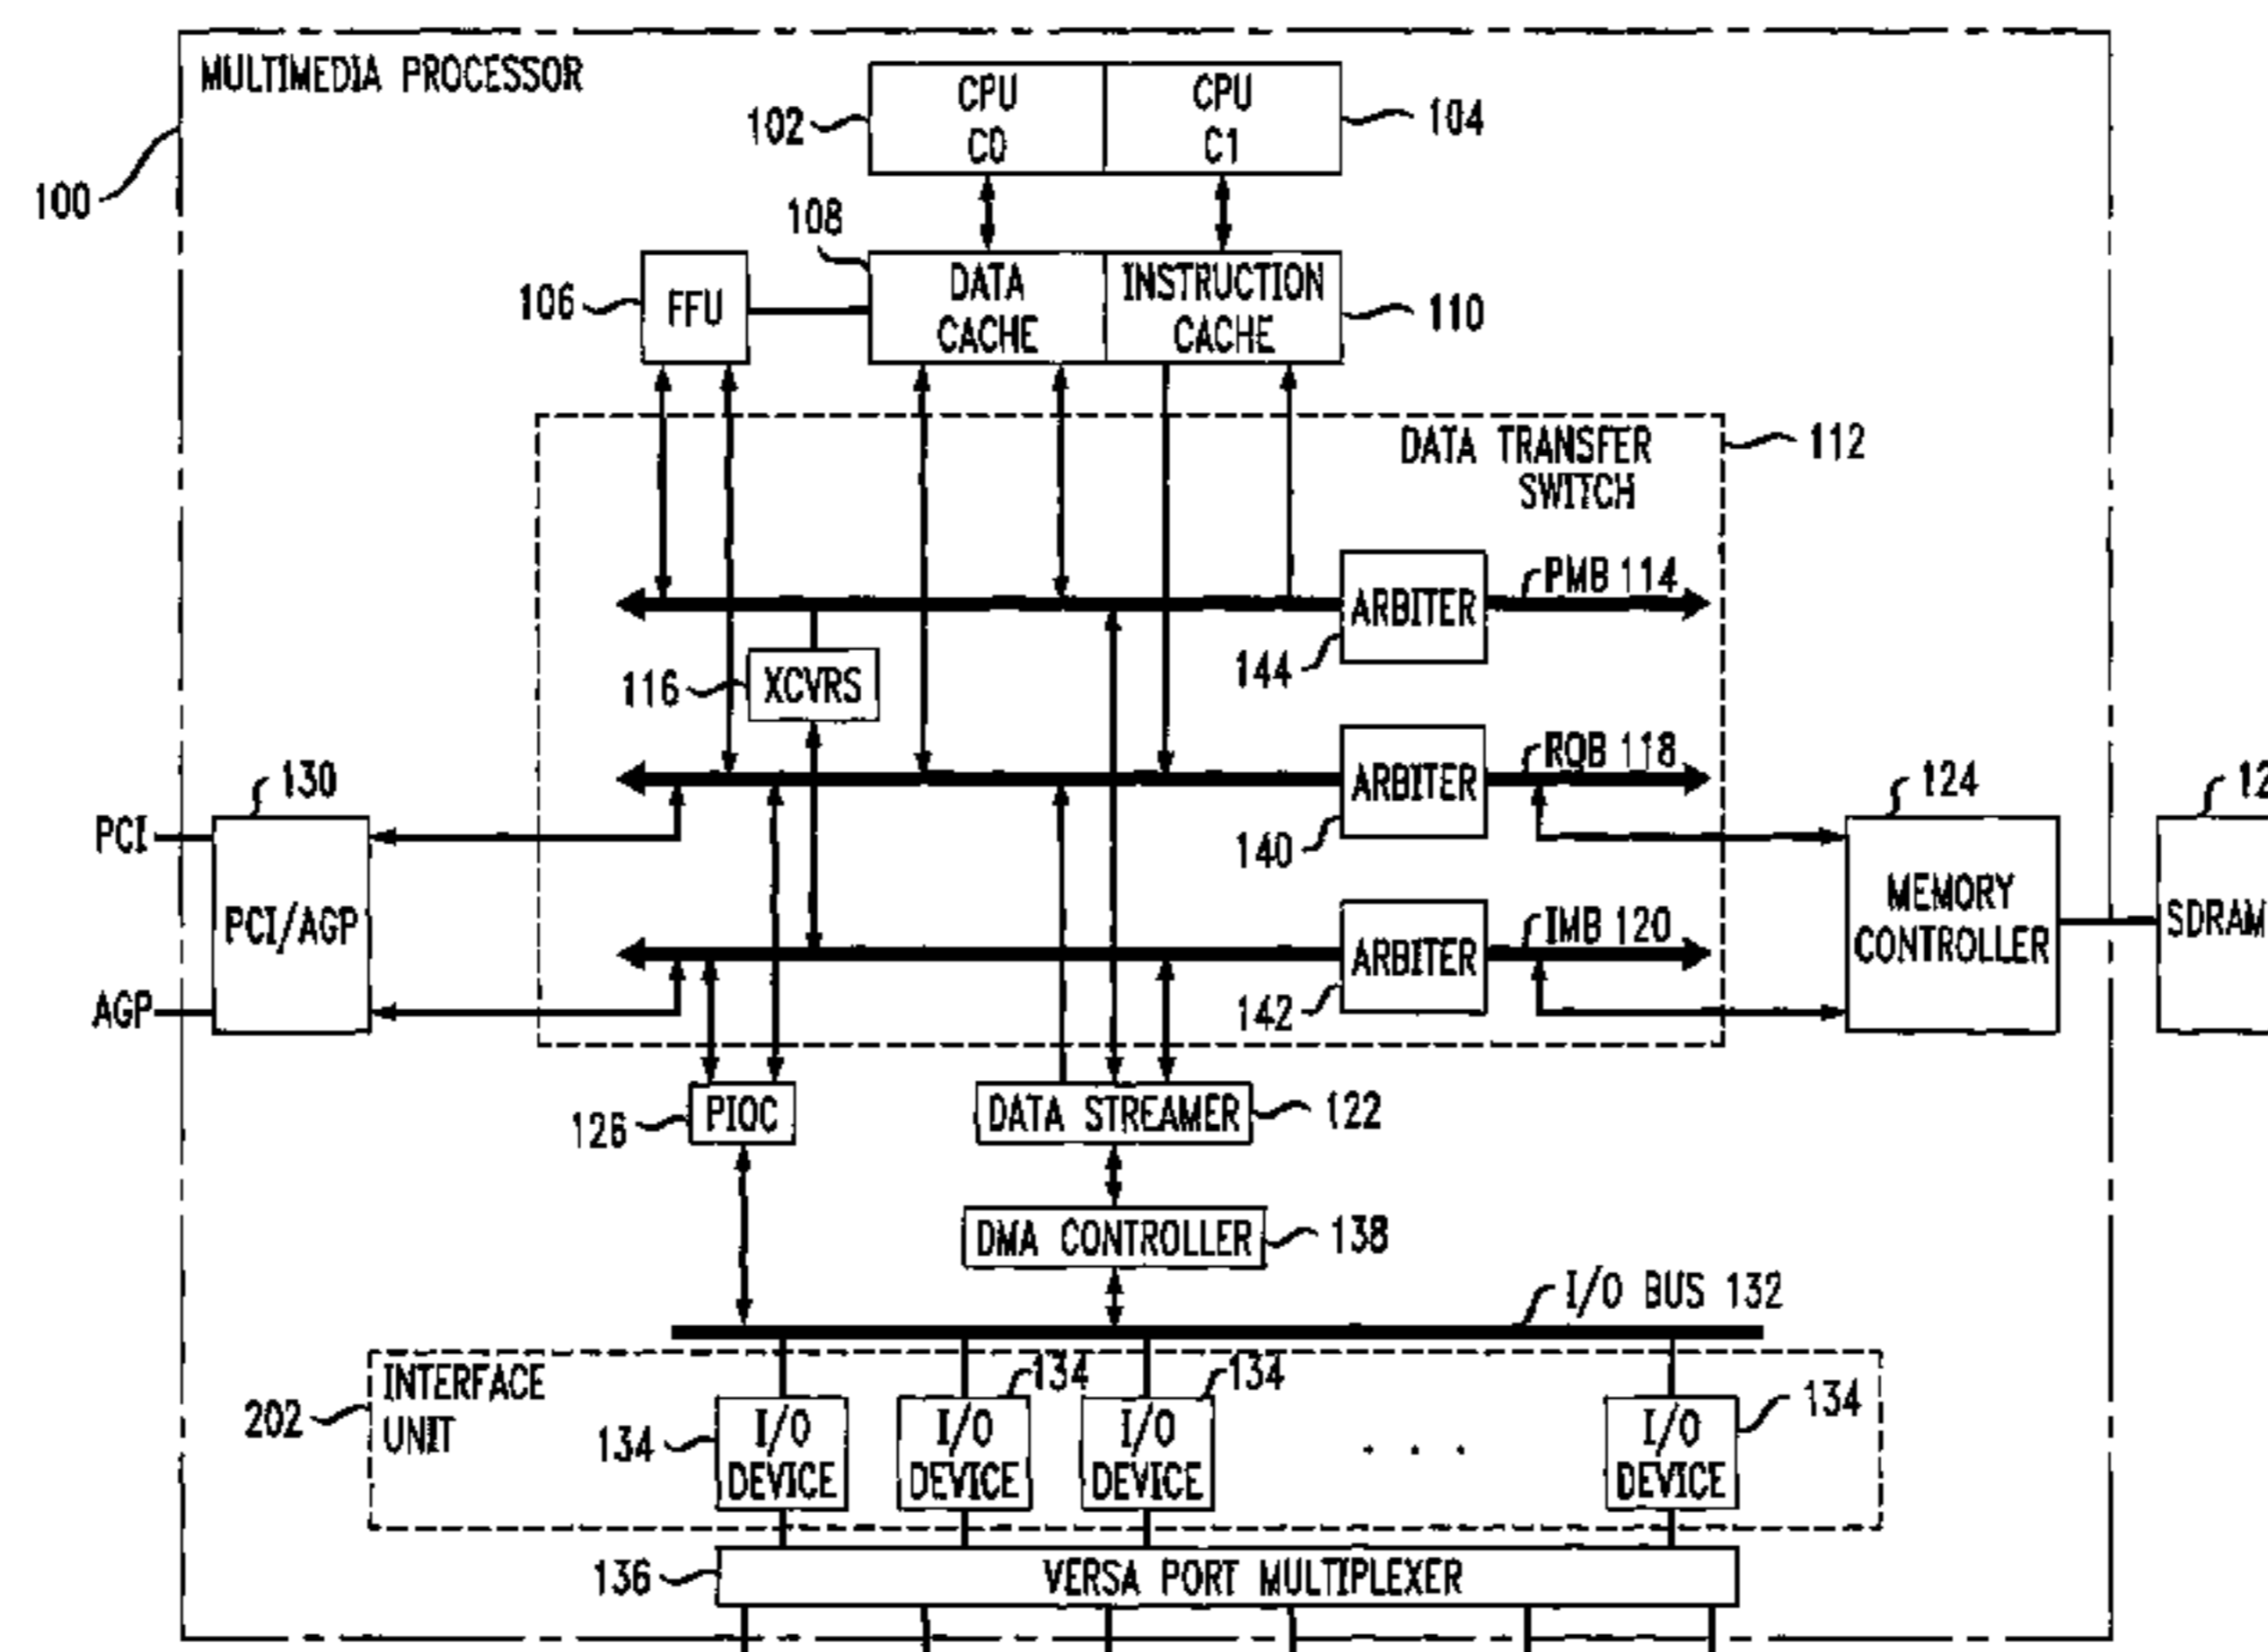 MULTIMEDIA PROCESSOR
100
102
CPU
C0
CPU
C1
104
108
106
FFU
DATA
CACHE
INSTRUCTION
CACHE
110
DATA TRANSFER
SWITCH
112
ARBITER
PMB 114
144
116
XCVRS
ARBITER
RQB 118
140
130
PCI
PCI/AGP
AGP
124
MEMORY
CONTROLLER
SDRAM
ARBITER
IMB 120
142
126
PIOC
DATA STREAMER
122
DMA CONTROLLER
138
I/O BUS 132
INTERFACE
UNIT
202
134
I/O
DEVICE
134
I/O
DEVICE
134
I/O
DEVICE
. . .
134
I/O
DEVICE
136
VERSA PORT MULTIPLEXER